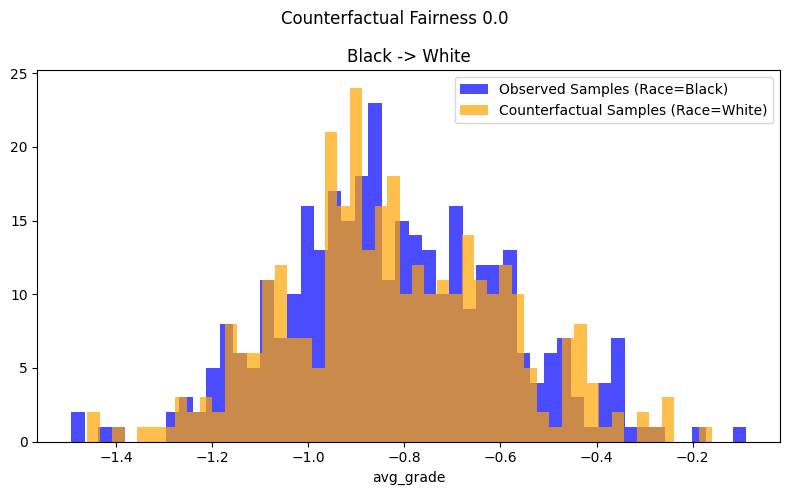 Counterfactual Fairness 0.0
Black -> White
Observed Samples (Race=Black)
Counterfactual Samples (Race=White)
25
20
15
10
5
0
−1.4 −1.2 −1.0 −0.8 −0.6 −0.4 −0.2
avg_grade